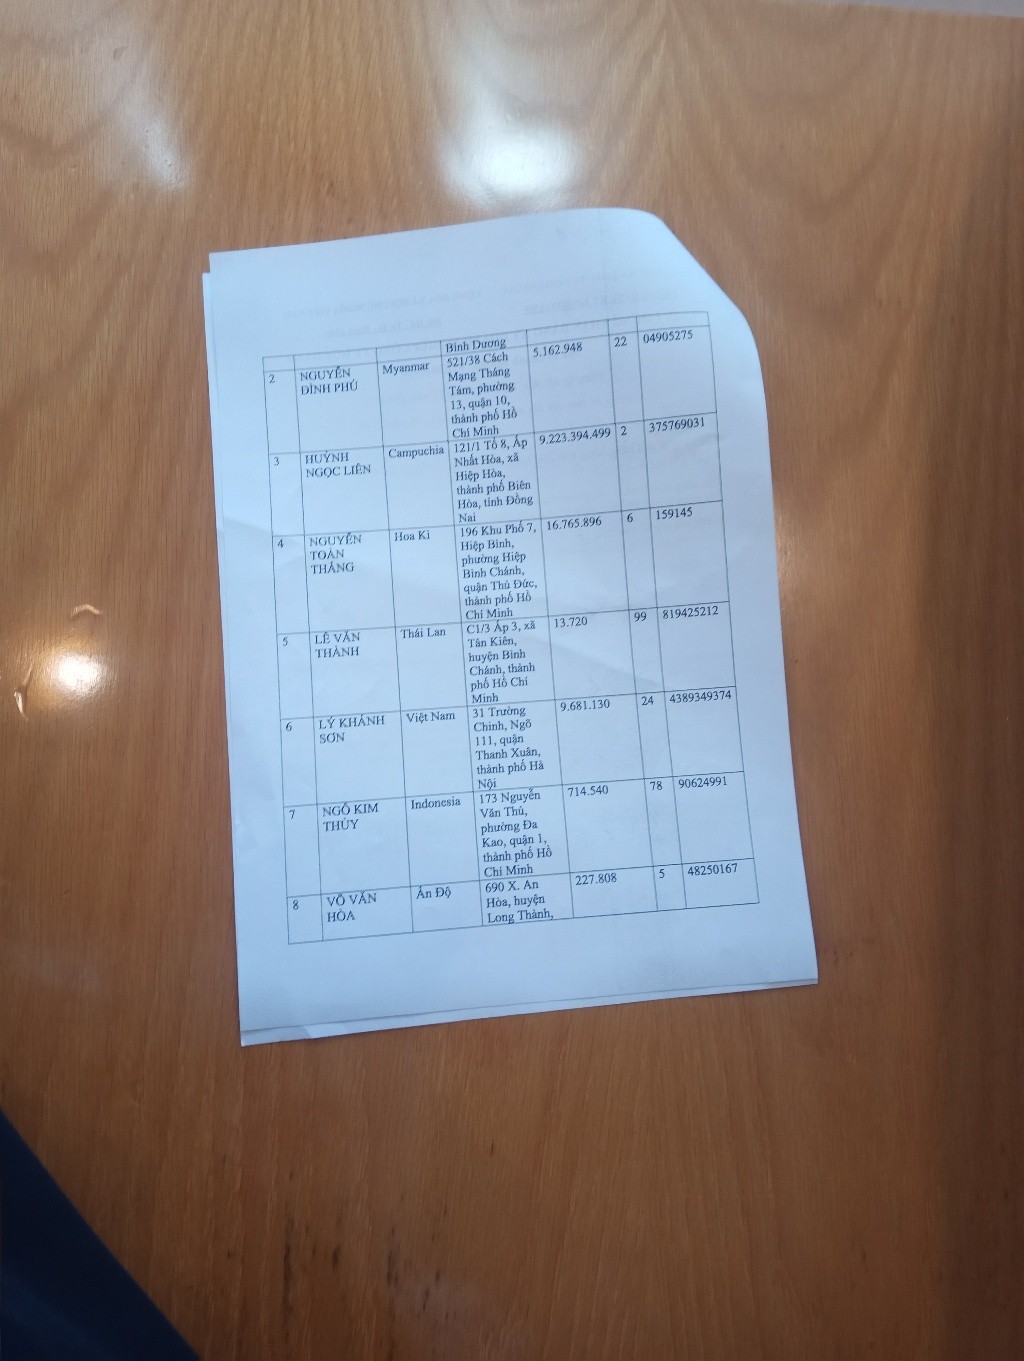 Bình Dương
2 NGUYỄN ĐÌNH PHÚ Myanmar 521/38 Cách Mạng Tháng Tám, phường 13, quận 10, thành phố Hồ Chí Minh 5.162.948 22 04905275
3 HUỲNH NGỌC LIÊN Campuchia 121/1 Tổ 8, Ấp Nhất Hòa, xã Hiệp Hòa, thành phố Biên Hòa, tỉnh Đồng Nai 9.223.394.499 2 375769031
4 NGUYỄN TOÀN THẮNG Hoa Kì 196 Khu Phố 7, Hiệp Bình, phường Hiệp Bình Chánh, quận Thủ Đức, thành phố Hồ Chí Minh 16.765.896 6 159145
5 LÊ VĂN THÀNH Thái Lan C1/3 Ấp 3, xã Tân Kiên, huyện Bình Chánh, thành phố Hồ Chí Minh 13.720 99 819425212
6 LÝ KHÁNH SƠN Việt Nam 31 Trường Chinh, Ngõ 111, quận Thanh Xuân, thành phố Hà Nội 9.681.130 24 4389349374
7 NGÔ KIM THỦY Indonesia 173 Nguyễn Văn Thủ, phường Đa Kao, quận 1, thành phố Hồ Chí Minh 714.540 78 90624991
8 VÕ VĂN HÒA Ấn Độ 690 X. An Hòa, huyện Long Thành, 227.808 5 48250167